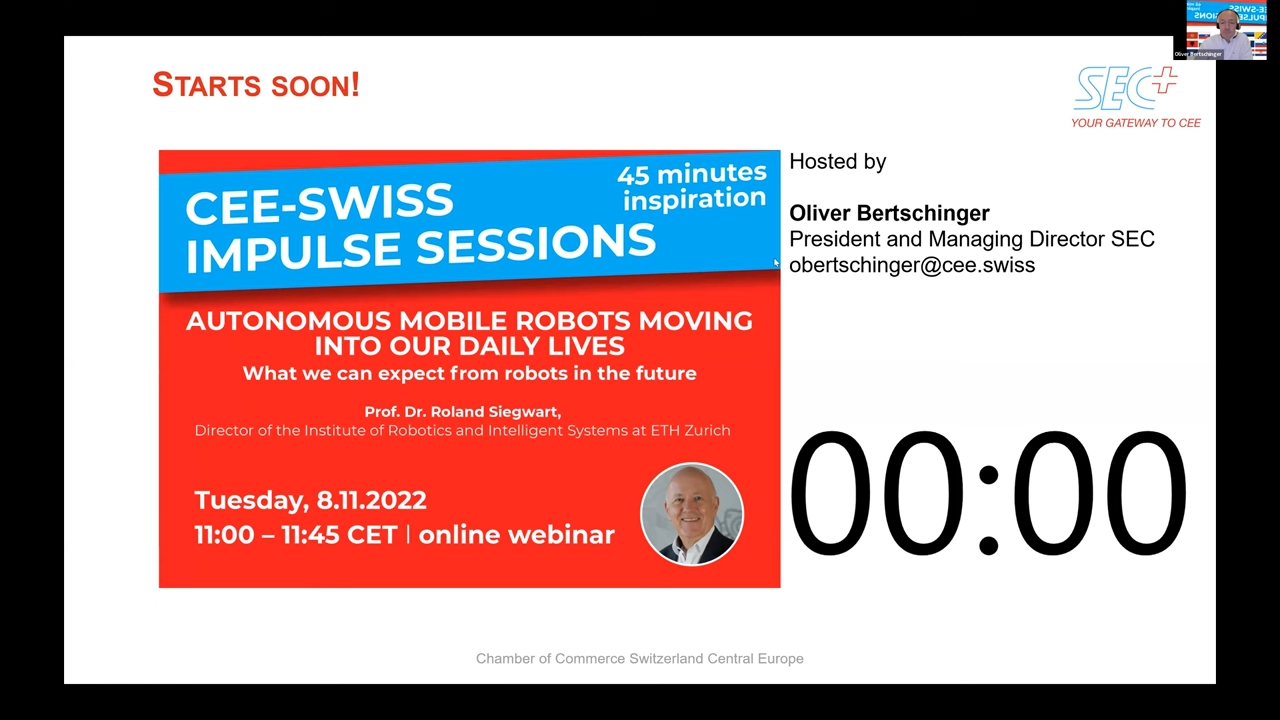 STARTS SOON!
SEC+
YOUR GATEWAY TO CEE
Oliver Bertschinger
45 minutes
inspiration
CEE-SWISS
IMPULSE SESSIONS
AUTONOMOUS MOBILE ROBOTS MOVING
INTO OUR DAILY LIVES
What we can expect from robots in the future
Prof. Dr. Roland Siegwart,
Director of the Institute of Robotics and Intelligent Systems at ETH Zurich
Tuesday, 8.11.2022
11:00 – 11:45 CET | online webinar
Hosted by
Oliver Bertschinger
President and Managing Director SEC
obertschinger@cee.swiss
00:00
Chamber of Commerce Switzerland Central Europe